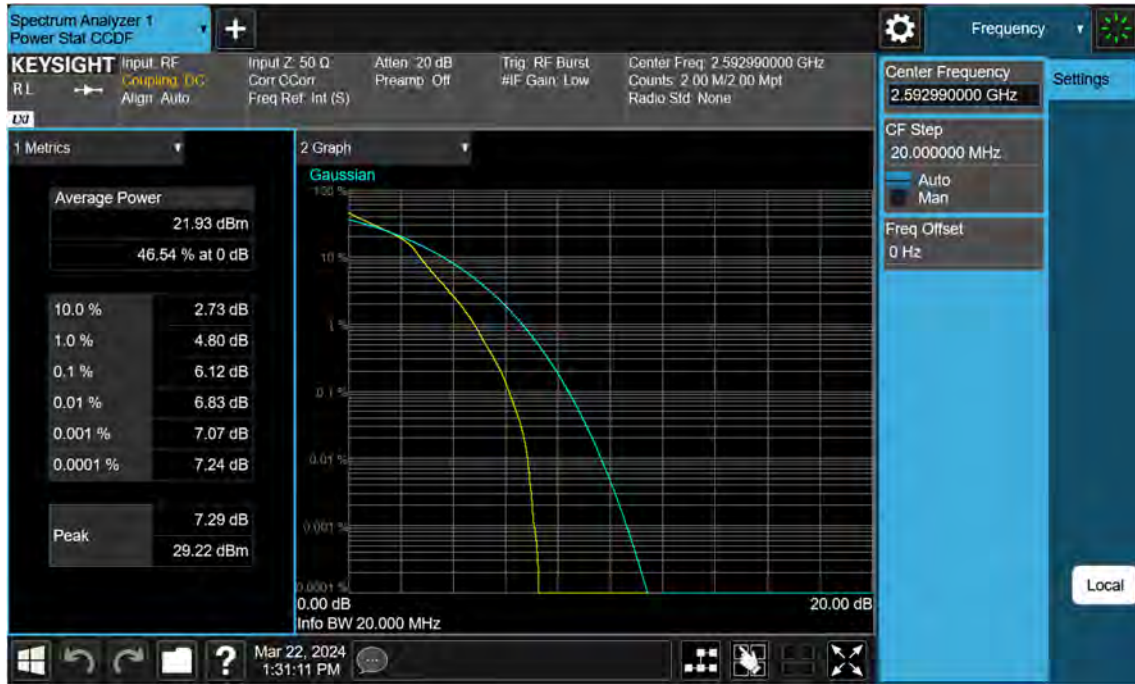 Spectrum Analyzer 1
Power Stat CCDF
Frequency
KEYSIGHT
RL
LXI
Input: RF
Coupling: DC
Align: Auto
Input Z: 50 Ω
Corr CCorr
Freq Ref: Int (S)
Atten: 20 dB
Preamp: Off
Trig: RF Burst
#IF Gain: Low
Center Freq: 2.592990000 GHz
Counts: 2.00 M/2.00 Mpt
Radio Std: None
Center Frequency
2.592990000 GHz
Settings
CF Step
20.000000 MHz
Auto
Man
Freq Offset
0 Hz
1 Metrics
Average Power
21.93 dBm
46.54 % at 0 dB
10.0 % 2.73 dB
1.0 % 4.80 dB
0.1 % 6.12 dB
0.01 % 6.83 dB
0.001 % 7.07 dB
0.0001 % 7.24 dB
Peak
7.29 dB
29.22 dBm
2 Graph
Gaussian
100 %
10 %
1 %
0.1 %
0.01 %
0.001 %
0.0001 %
0.00 dB 20.00 dB
Info BW 20.000 MHz
Local
?
Mar 22, 2024
1:31:11 PM